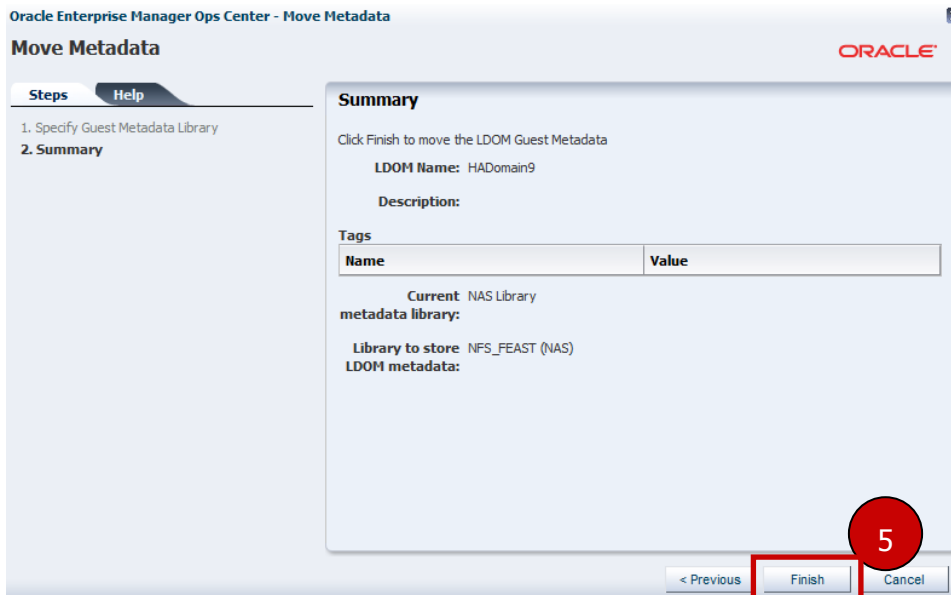 Oracle Enterprise Manager Ops Center - Move Metadata
Move Metadata
ORACLE
Steps Help
1. Specify Guest Metadata Library
2. Summary
Summary
Click Finish to move the LDOM Guest Metadata
LDOM Name: HADomain9
Description:
Tags
Name Value
Current NAS Library
metadata library:
Library to store NFS_FEAST (NAS)
LDOM metadata:
5
< Previous Finish Cancel